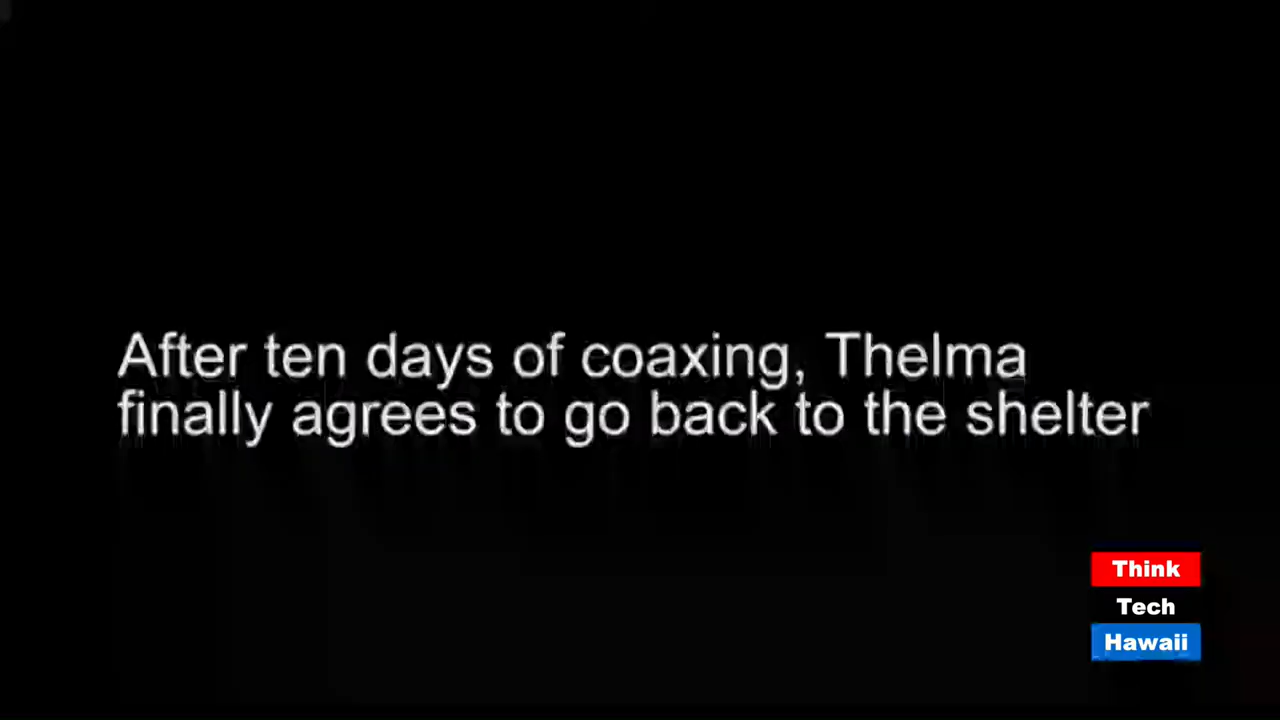 After ten days of coaxing, Thelma
finally agrees to go back to the shelter
Think
Tech
Hawaii